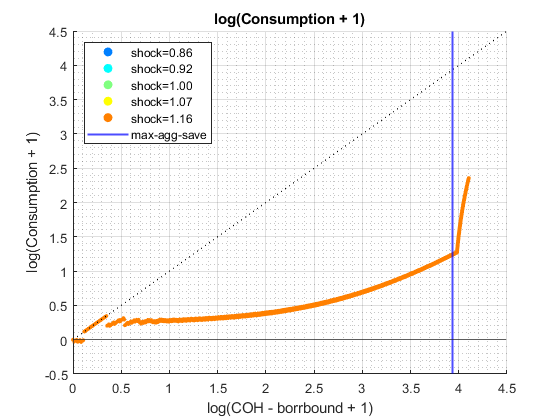 log(Consumption + 1)
4.5
4
3.5
3
2.5
2
1.5
1
0.5
0
-0.5
log(Consumption + 1)
shock=0.86
shock=0.92
shock=1.00
shock=1.07
shock=1.16
max-agg-save
0 0.5 1 1.5 2 2.5 3 3.5 4 4.5
log(COH - borrbound + 1)